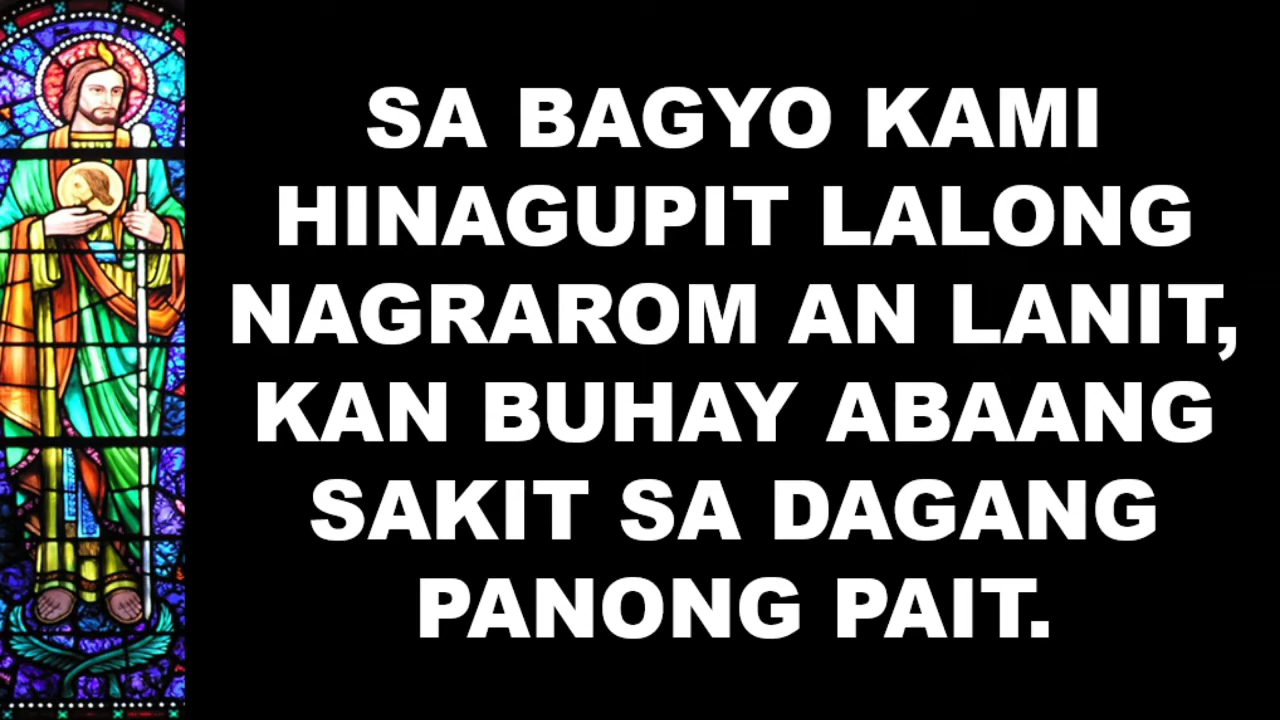 SA BAGYO KAMI
HINAGUPIT LALONG
NAGRAROM AN LANIT,
KAN BUHAY ABAANG
SAKIT SA DAGANG
PANONG PAIT.